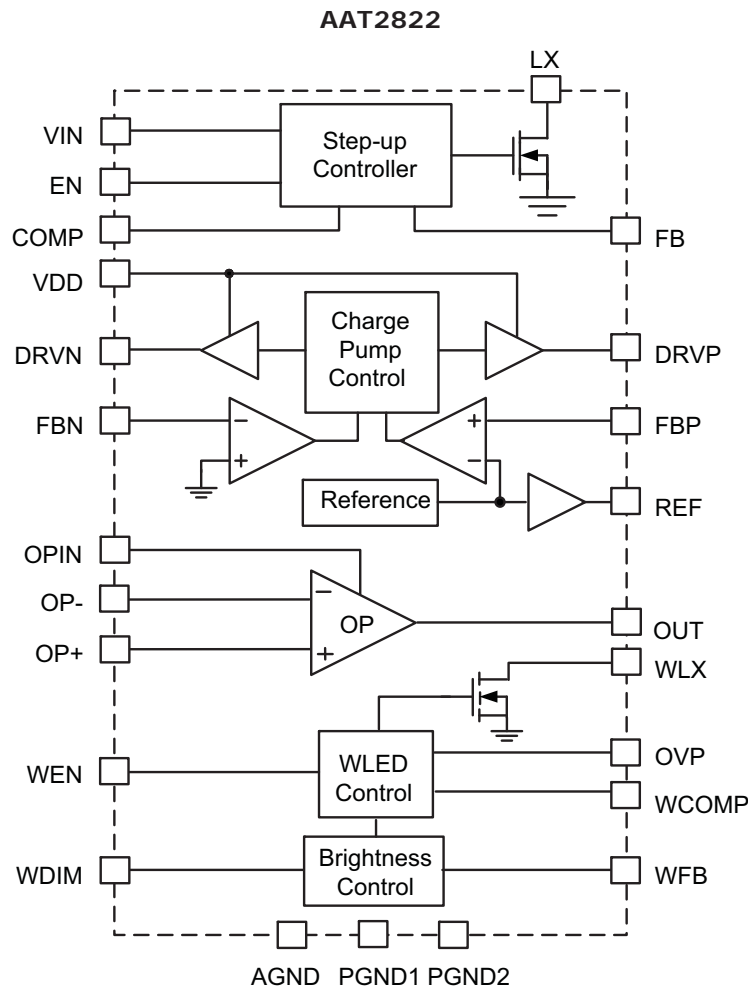 AAT2822
LX
VIN
Step-up
Controller
EN
COMP
FB
VDD
Charge
Pump
Control
DRVN
DRVP
FBN
−
+
+
−
FBP
Reference
REF
OPIN
OP-
−
OP
OP+
+
OUT
WLX
WEN
WLED
Control
OVP
WCOMP
WDIM
Brightness
Control
WFB
AGND PGND1 PGND2